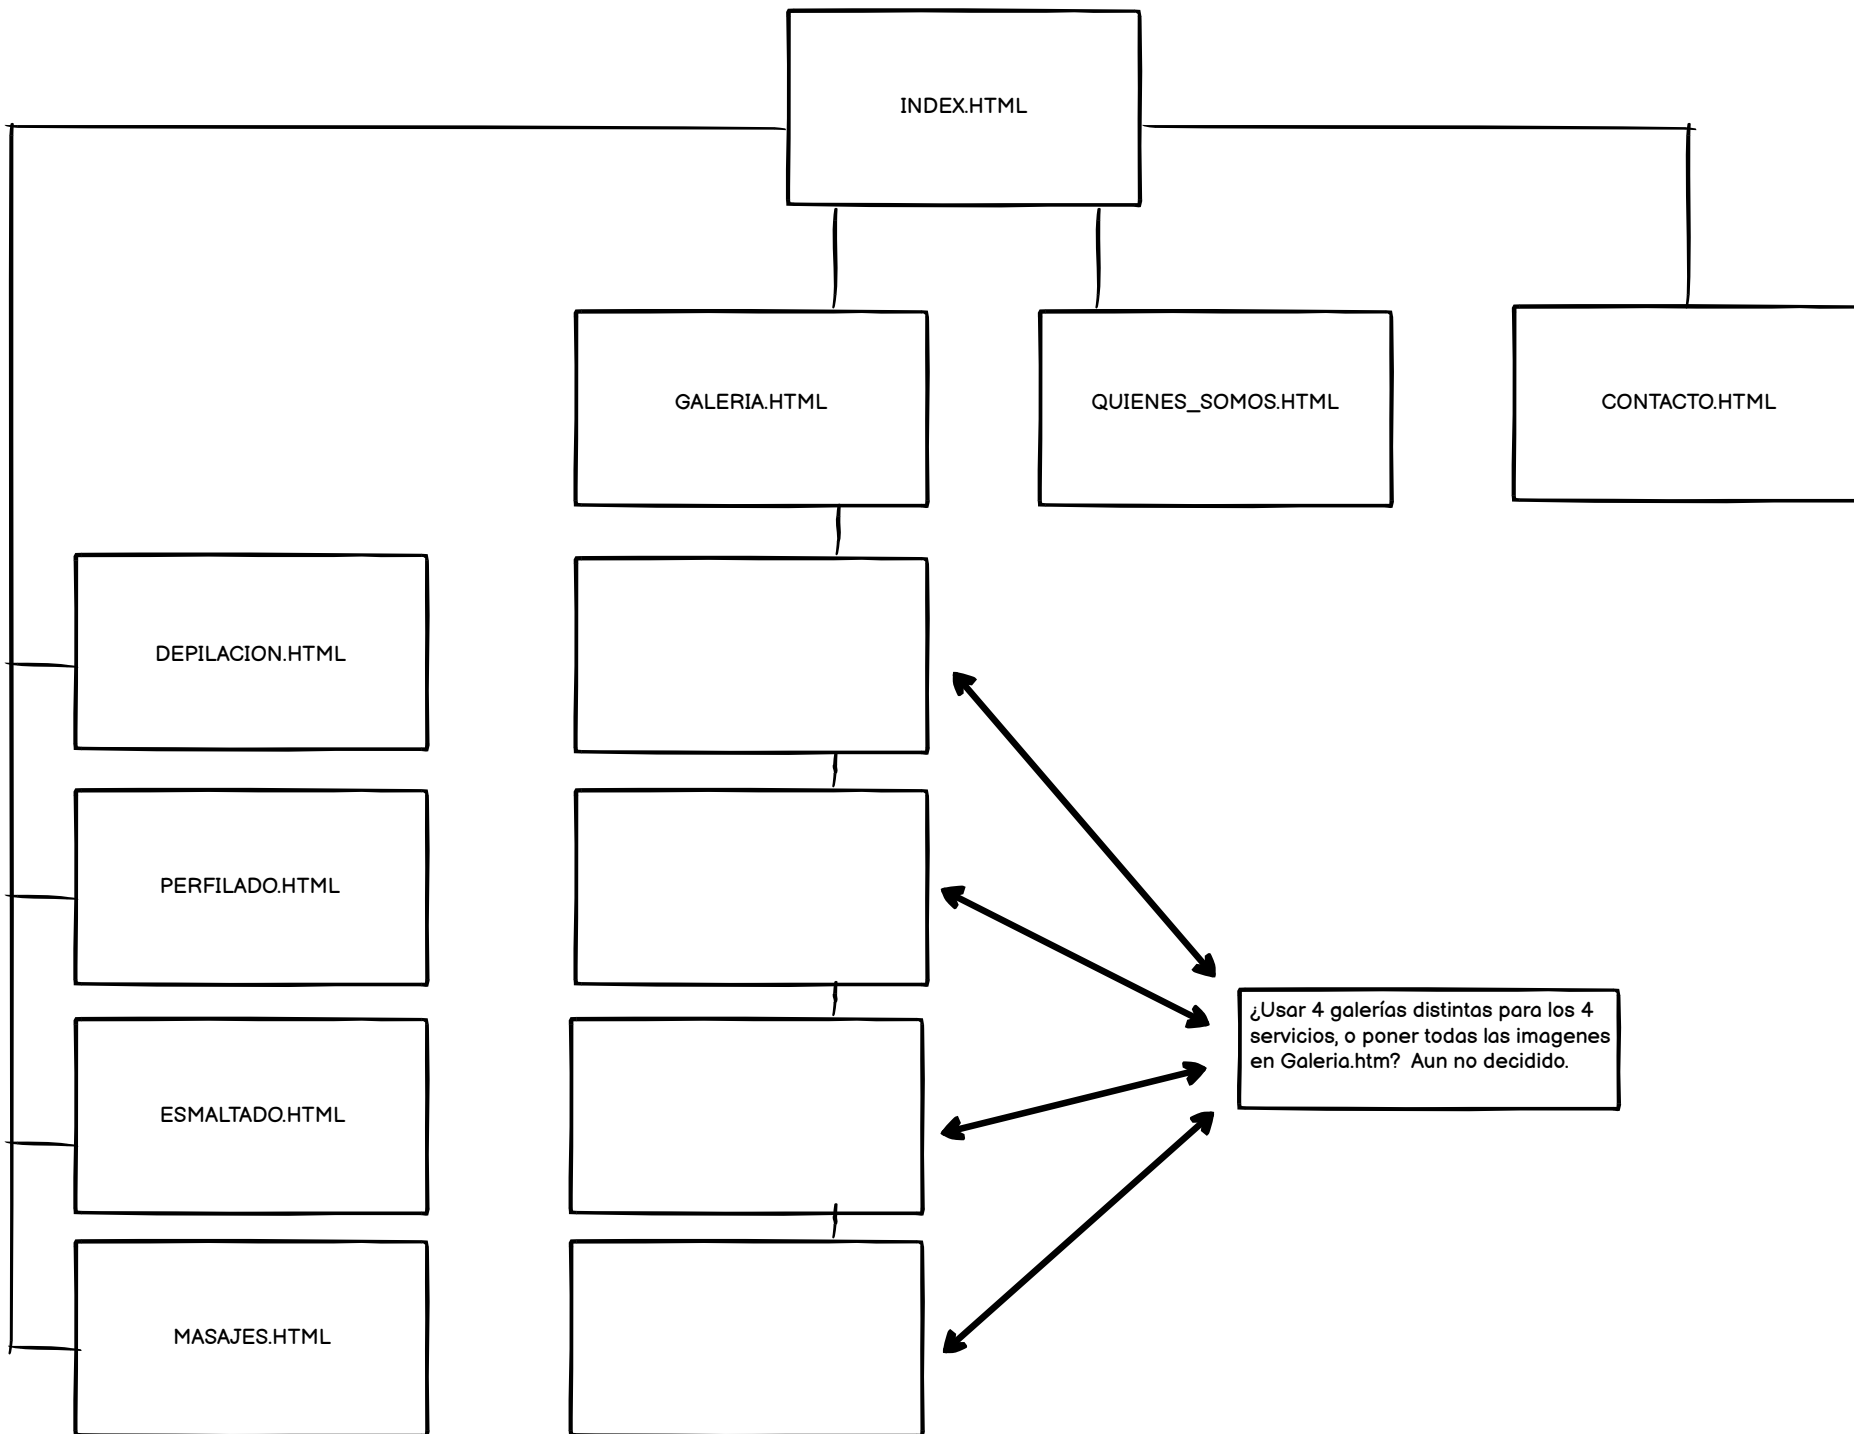 INDEX.HTML
GALERIA.HTML
QUIENES_SOMOS.HTML
CONTACTO.HTML
DEPILACION.HTML
PERFILADO.HTML
ESMALTADO.HTML
MASAJES.HTML
¿Usar 4 galerías distintas para los 4
servicios, o poner todas las imagenes
en Galeria.htm? Aun no decidido.